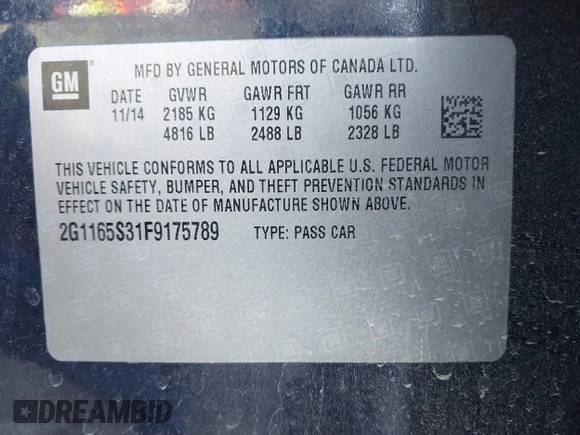 GM
MFD BY GENERAL MOTORS OF CANADA LTD.
DATE GVWR GAWR FRT GAWR RR
11/14 2185 KG 1129 KG 1056 KG
4816 LB 2488 LB 2328 LB
THIS VEHICLE CONFORMS TO ALL APPLICABLE U.S. FEDERAL MOTOR
VEHICLE SAFETY, BUMPER, AND THEFT PREVENTION STANDARDS IN
EFFECT ON THE DATE OF MANUFACTURE SHOWN ABOVE.
2G1165S31F9175789 TYPE: PASS CAR
DREAMBID